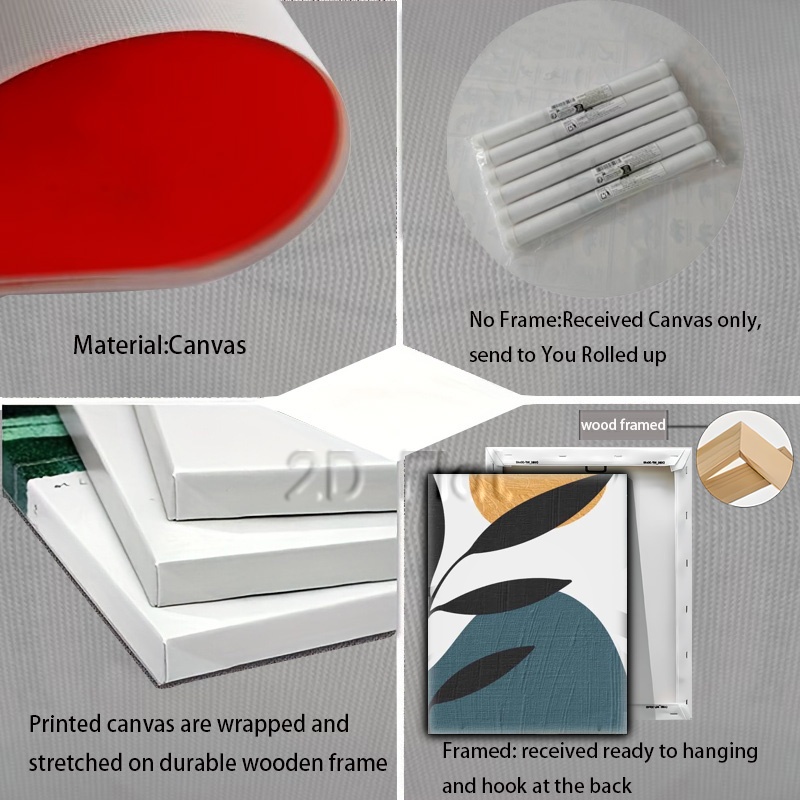 Material:Canvas
No Frame:Received Canvas only,
send to You Rolled up
2D
wood framed
Printed canvas are wrapped and
stretched on durable wooden frame
Framed: received ready to hanging
and hook at the back